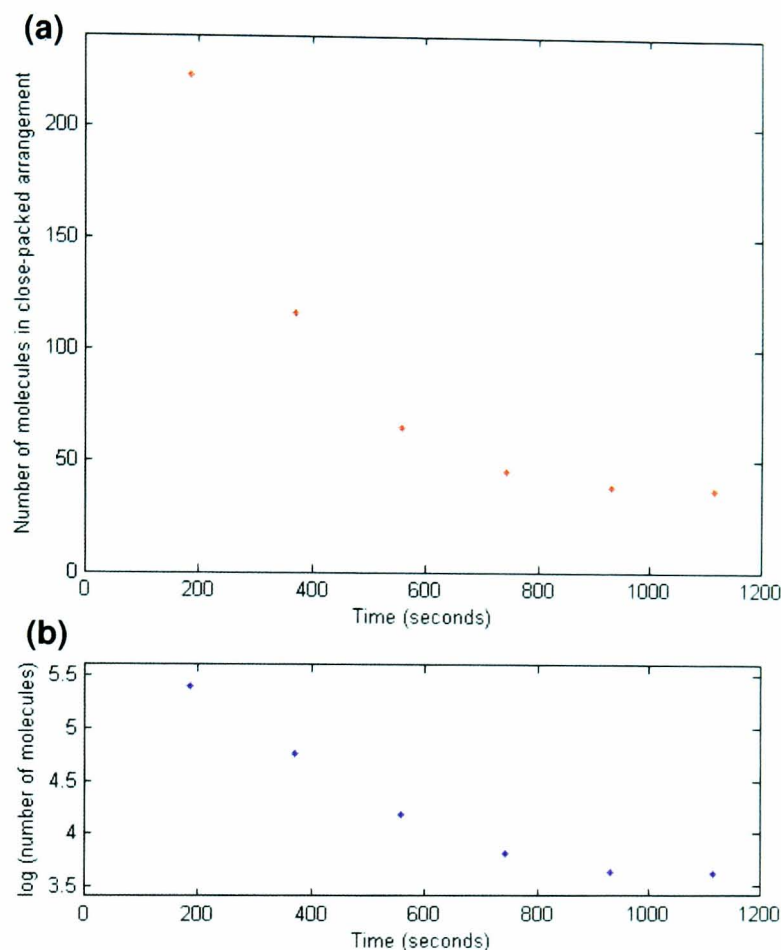 (a)
Number of molecules in close-packed arrangement
200
150
100
50
0
0 200 400 600 800 1000 1200
Time (seconds)
(b)
log (number of molecules)
5.5
5
4.5
4
3.5
0 200 400 600 800 1000 1200
Time (seconds)